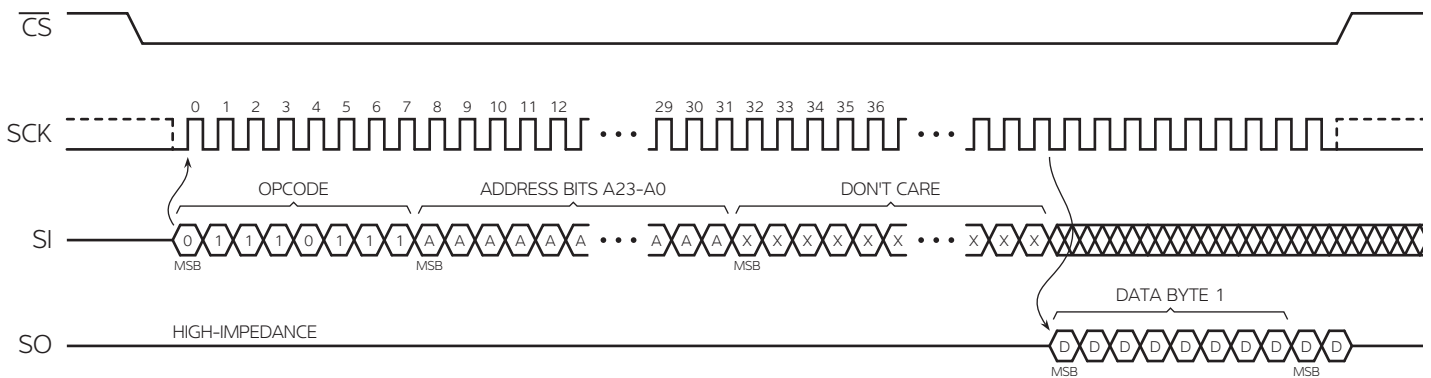 CS
0 1 2 3 4 5 6 7 8 9 10 11 12 29 30 31 32 33 34 35 36
SCK
OPCODE ADDRESS BITS A23-A0 DON'T CARE
SI 0 1 1 1 0 1 1 1 A A A A A A A A A X X X X X X X X X
MSB MSB MSB
DATA BYTE 1
HIGH-IMPEDANCE
SO D D D D D D D D D D
MSB MSB